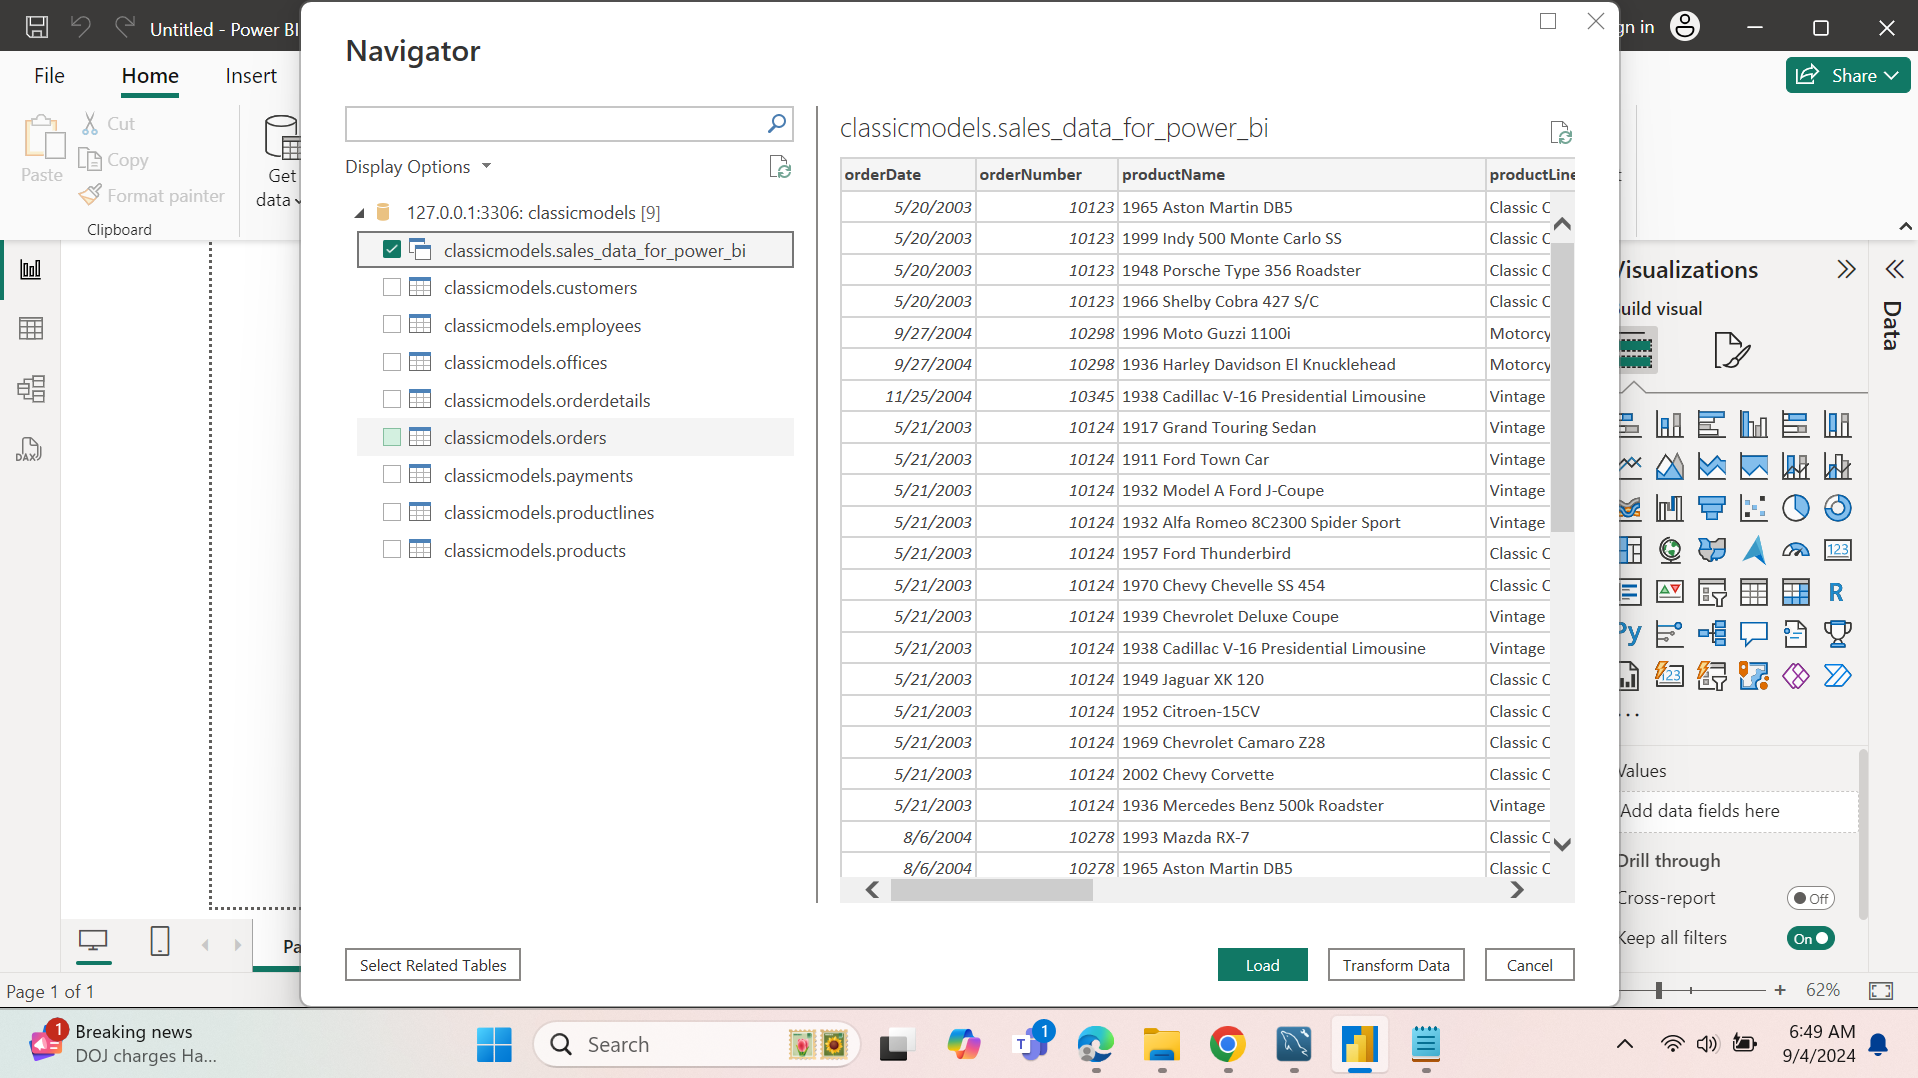 Untitled - Power BI
Navigator
gn in
File
Home
Insert
Share
Cut
Copy
Paste
Format painter
Clipboard
Get
data
Display Options
127.0.0.1:3306: classicmodels [9]
classicmodels.sales_data_for_power_bi
classicmodels.customers
classicmodels.employees
classicmodels.offices
classicmodels.orderdetails
classicmodels.orders
classicmodels.payments
classicmodels.productlines
classicmodels.products
classicmodels.sales_data_for_power_bi
orderDate orderNumber productName productLine
5/20/2003 10123 1965 Aston Martin DB5 Classic C
5/20/2003 10123 1999 Indy 500 Monte Carlo SS Classic C
5/20/2003 10123 1948 Porsche Type 356 Roadster Classic C
5/20/2003 10123 1966 Shelby Cobra 427 S/C Classic C
9/27/2004 10298 1996 Moto Guzzi 1100i Motorcy
9/27/2004 10298 1936 Harley Davidson El Knucklehead Motorcy
11/25/2004 10345 1938 Cadillac V-16 Presidential Limousine Vintage
5/21/2003 10124 1917 Grand Touring Sedan Vintage
5/21/2003 10124 1911 Ford Town Car Vintage
5/21/2003 10124 1932 Model A Ford J-Coupe Vintage
5/21/2003 10124 1932 Alfa Romeo 8C2300 Spider Sport Vintage
5/21/2003 10124 1957 Ford Thunderbird Classic C
5/21/2003 10124 1970 Chevy Chevelle SS 454 Classic C
5/21/2003 10124 1939 Chevrolet Deluxe Coupe Vintage
5/21/2003 10124 1938 Cadillac V-16 Presidential Limousine Vintage
5/21/2003 10124 1949 Jaguar XK 120 Classic C
5/21/2003 10124 1952 Citroen-15CV Classic C
5/21/2003 10124 1969 Chevrolet Camaro Z28 Classic C
5/21/2003 10124 2002 Chevy Corvette Classic C
5/21/2003 10124 1936 Mercedes Benz 500k Roadster Vintage
8/6/2004 10278 1993 Mazda RX-7 Classic C
8/6/2004 10278 1965 Aston Martin DB5 Classic C
Select Related Tables
Load
Transform Data
Cancel
DAX
Visualizations
Data
uild visual
123
R
Py
123
...
Values
Add data fields here
Drill through
Cross-report
Off
Keep all filters
On
Pa
Page 1 of 1
62%
1
Breaking news
DOJ charges Ha...
Search
T
1
6:49 AM
9/4/2024